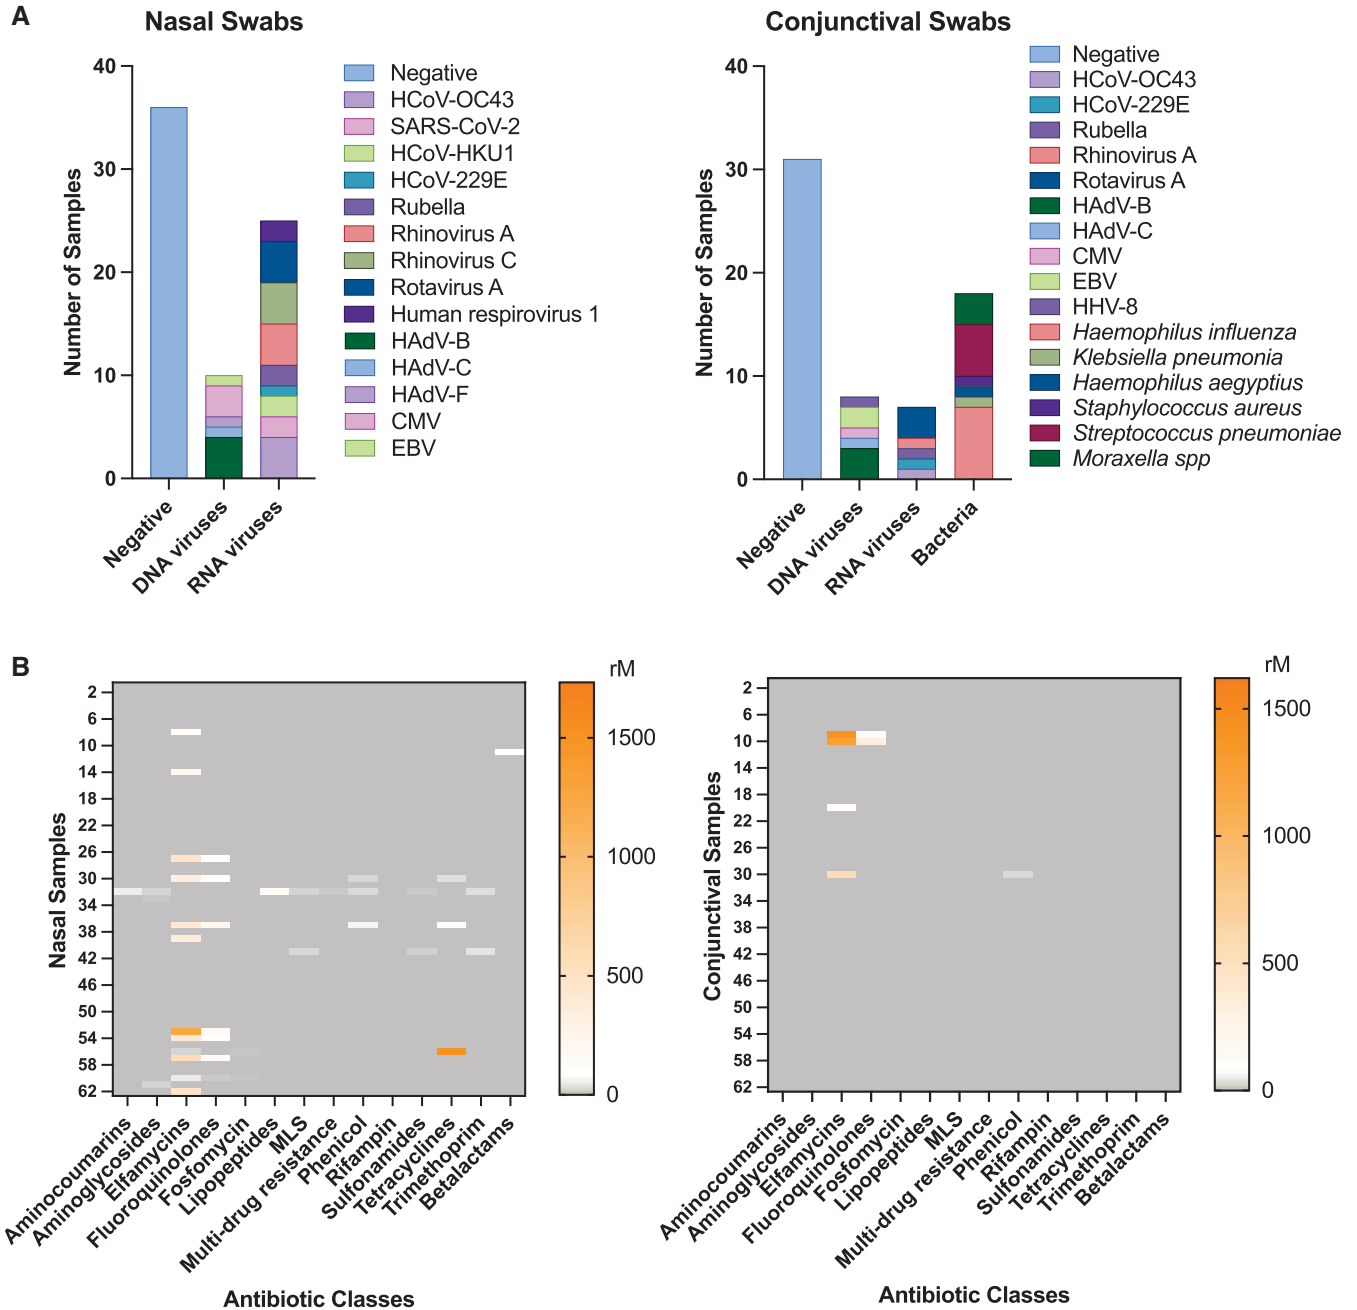 A
Nasal Swabs
Number of Samples
40
30
20
10
0
Negative
DNA viruses
RNA viruses
Negative
HCoV-OC43
SARS-CoV-2
HCoV-HKU1
HCoV-229E
Rubella
Rhinovirus A
Rhinovirus C
Rotavirus A
Human respirovirus 1
HAdV-B
HAdV-C
HAdV-F
CMV
EBV
Conjunctival Swabs
Number of Samples
40
30
20
10
0
Negative
DNA viruses
RNA viruses
Bacteria
Negative
HCoV-OC43
HCoV-229E
Rubella
Rhinovirus A
Rotavirus A
HAdV-B
HAdV-C
CMV
EBV
HHV-8
Haemophilus influenza
Klebsiella pneumonia
Haemophilus aegyptius
Staphylococcus aureus
Streptococcus pneumoniae
Moraxella spp
B
Nasal Samples
2
6
10
14
18
22
26
30
34
38
42
46
50
54
58
62
Aminocoumarins
Aminoglycosides
Elfamycins
Fluoroquinolones
Fosfomycin
Lipopeptides
MLS
Multi-drug resistance
Phenicol
Rifampin
Sulfonamides
Tetracyclines
Trimethoprim
Betalactams
Antibiotic Classes
rM
1500
1000
500
0
Conjunctival Samples
2
6
10
14
18
22
26
30
34
38
42
46
50
54
58
62
Aminocoumarins
Aminoglycosides
Elfamycins
Fluoroquinolones
Fosfomycin
Lipopeptides
MLS
Multi-drug resistance
Phenicol
Rifampin
Sulfonamides
Tetracyclines
Trimethoprim
Betalactams
Antibiotic Classes
rM
1500
1000
500
0